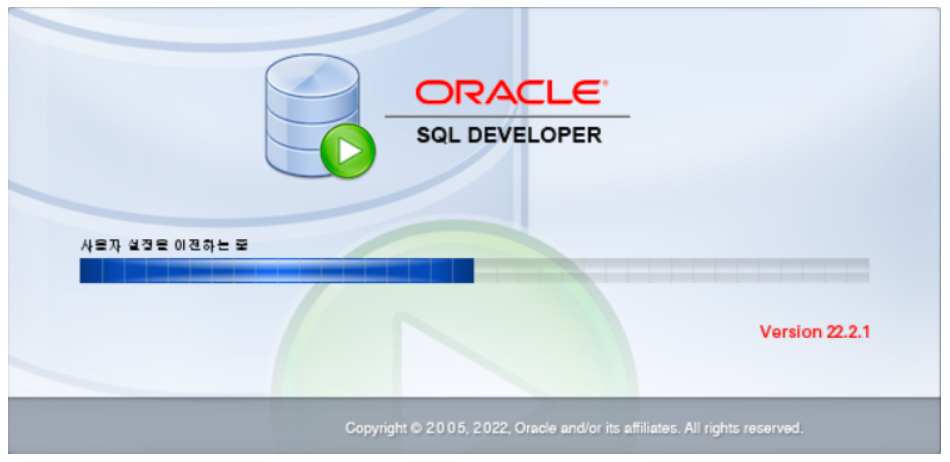 ORACLE
SQL DEVELOPER
사용자 설정을 이전하는 중
Version 22.2.1
Copyright © 2005, 2022, Oracle and/or its affiliates. All rights reserved.